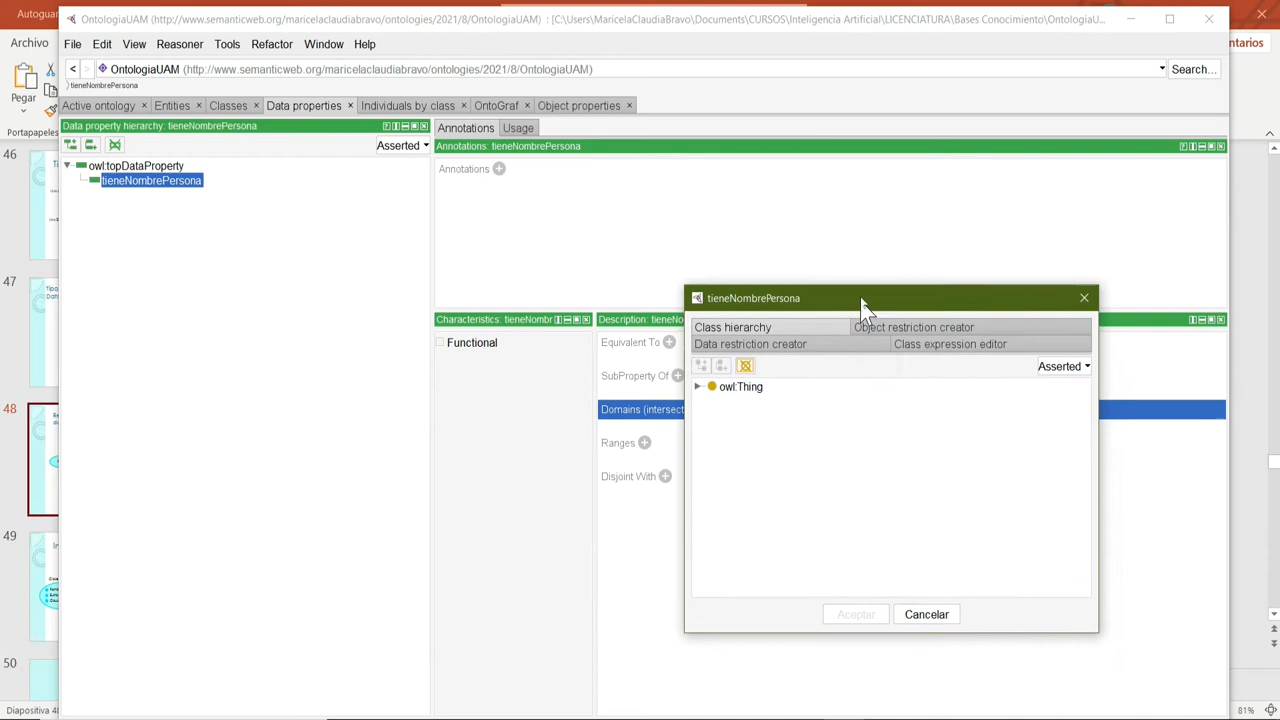 Autoguar
OntologiaUAM (http://www.semanticweb.org/maricelaclaudiabravo/ontologies/2021/8/OntologiaUAM) : [C:\Users\MaricelaClaudiaBravo\Documents\CURSOS\Inteligencia Artificial\LICENCIATURA\Bases Conocimiento\OntologiaU...
Archivo
File Edit View Reasoner Tools Refactor Window Help
entarios
< > OntologiaUAM (http://www.semanticweb.org/maricelaclaudiabravo/ontologies/2021/8/OntologiaUAM) Search...
tieneNombrePersona
Pegar
Active ontology × Entities × Classes × Data properties × Individuals by class × OntoGraf × Object properties ×
Portapapeles
Data property hierarchy: tieneNombrePersona
Annotations Usage
Asserted
Annotations: tieneNombrePersona
46
owl:topDataProperty
Annotations
tieneNombrePersona
47
tieneNombrePersona
Characteristics: tieneNombr
Description: tieneNo
Class hierarchy Object restriction creator
Functional
Equivalent To
Data restriction creator Class expression editor
SubProperty Of
Asserted
owl:Thing
48
Domains (intersect
Ranges
Disjoint With
49
Aceptar Cancelar
50
Diapositiva 48
81%